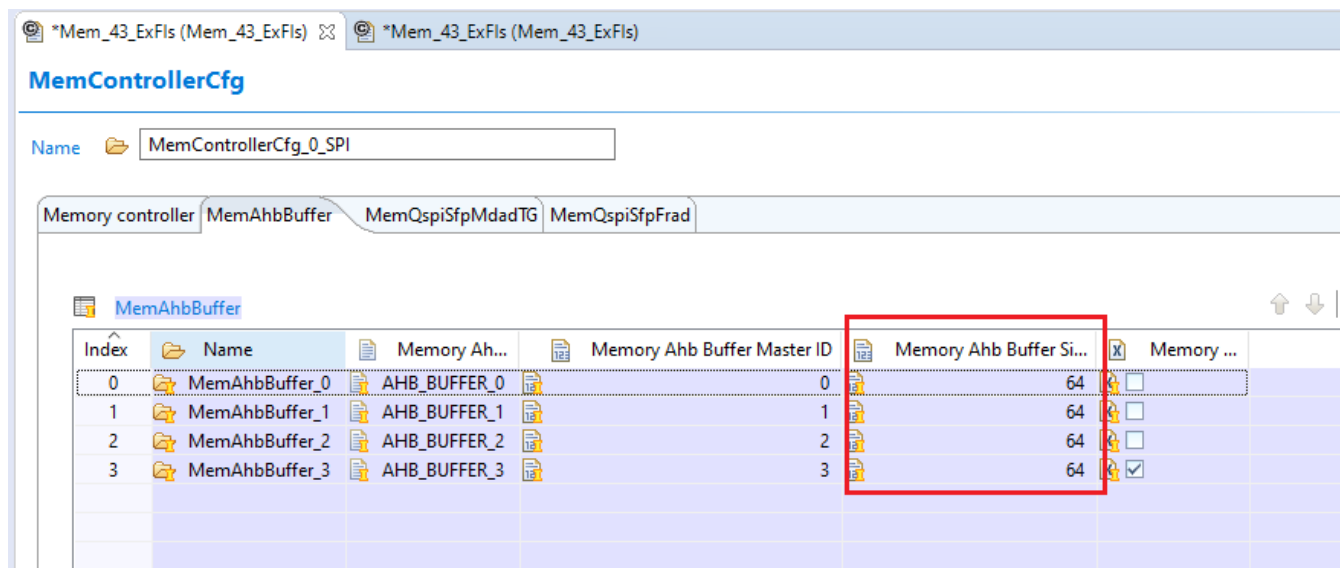 *Mem_43_ExFls (Mem_43_ExFls) *Mem_43_ExFls (Mem_43_ExFls)
MemControllerCfg
Name MemControllerCfg_0_SPI
Memory controller MemAhbBuffer MemQspiSfpMdadTG MemQspiSfpFrad
MemAhbBuffer
Index Name Memory Ah... Memory Ahb Buffer Master ID Memory Ahb Buffer Si... Memory ...
0 MemAhbBuffer_0 AHB_BUFFER_0 0 64
1 MemAhbBuffer_1 AHB_BUFFER_1 1 64
2 MemAhbBuffer_2 AHB_BUFFER_2 2 64
3 MemAhbBuffer_3 AHB_BUFFER_3 3 64